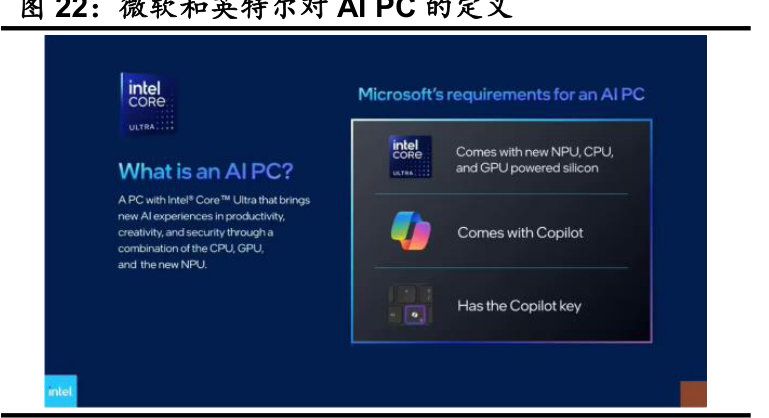 图 22：微软和英特尔对 AI PC 的定义
intel
CORE
ULTRA
What is an AI PC?
A PC with Intel® Core™ Ultra that brings
new AI experiences in productivity,
creativity, and security through a
combination of the CPU, GPU,
and the new NPU.
Microsoft's requirements for an AI PC
intel
CORE
ULTRA
Comes with new NPU, CPU,
and GPU powered silicon
Comes with Copilot
Has the Copilot key
intel